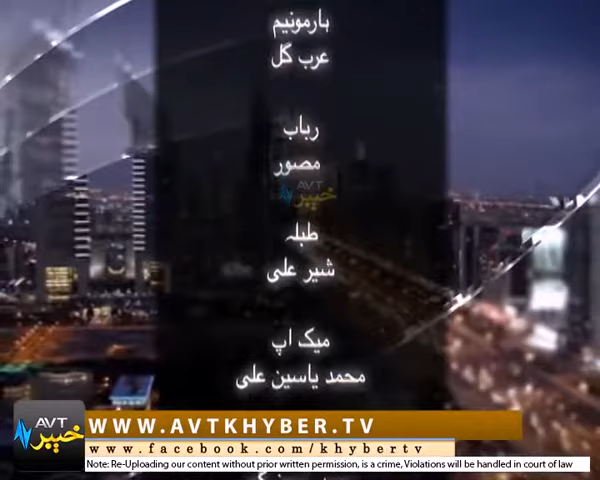 ہارمونیم
عرب گل
رباب
مصور
AVT
خیبر
طبلہ
شیر علی
میک اپ
محمد یاسین علی
AVT
خیبر
WWW.AVTKHYBER.TV
www.facebook.com/khybertv
Note: Re-Uploading our content without prior written permission, is a crime, Violations will be handled in court of law